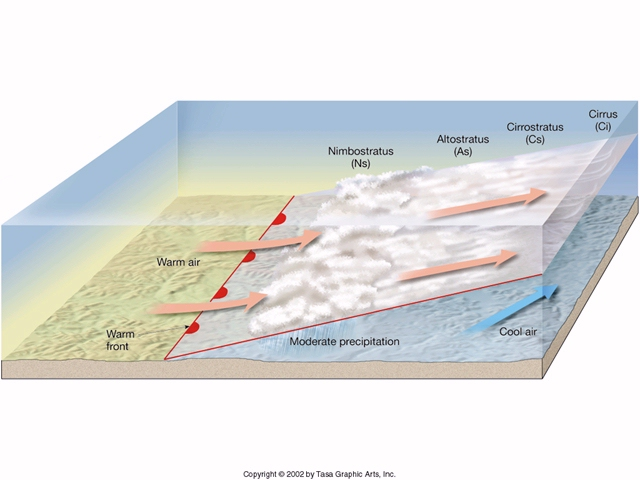 Cirrus
(Ci)
Cirrostratus
(Cs)
Altostratus
(As)
Nimbostratus
(Ns)
Warm air
Warm
front
Moderate precipitation
Cool air
Copyright © 2002 by Tasa Graphic Arts, Inc.